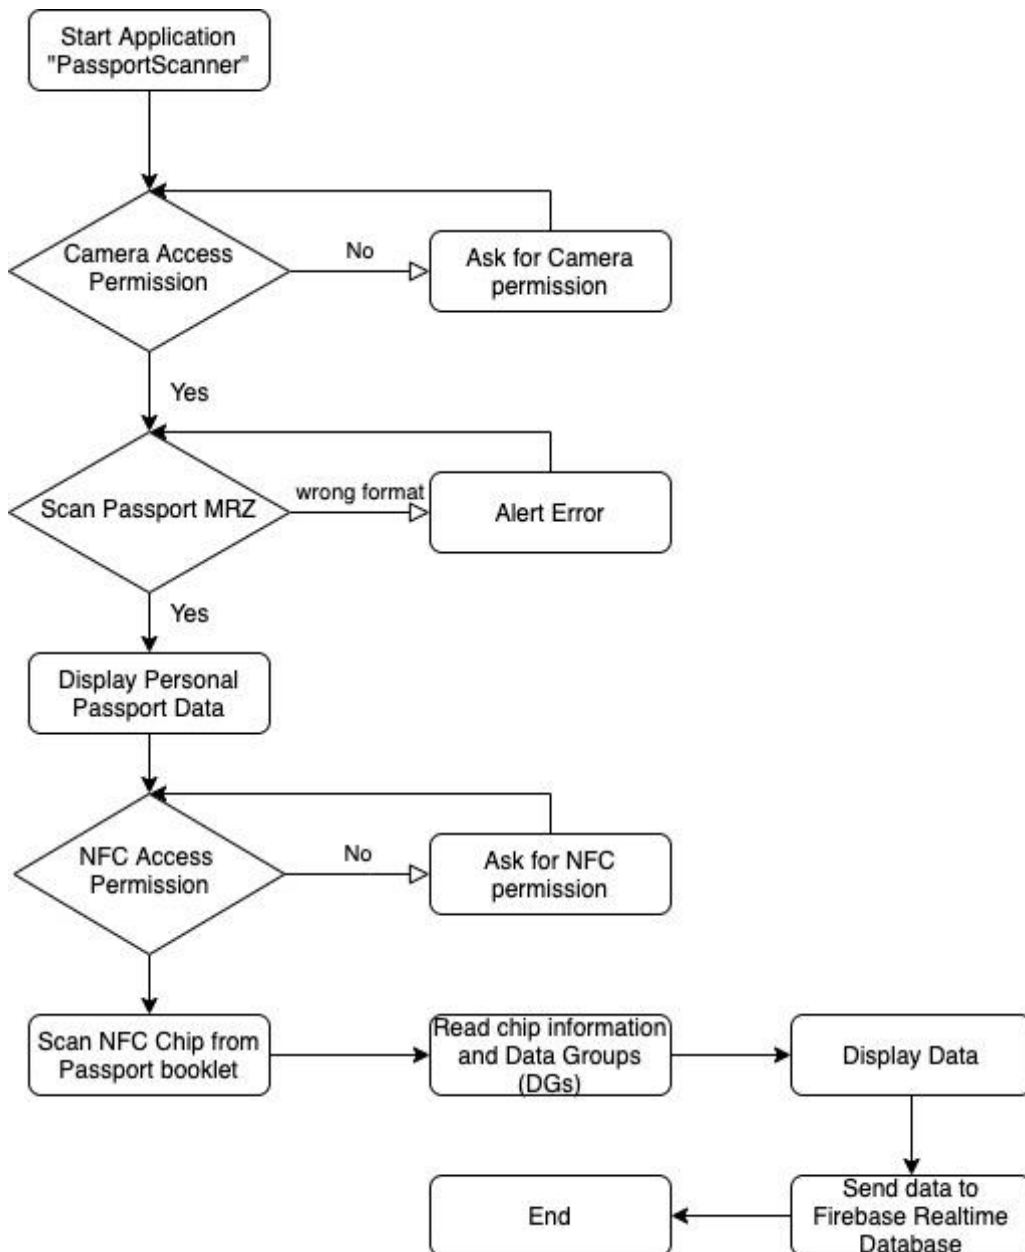 Start Application
"PassportScanner"
Camera Access
Permission
No
Ask for Camera
permission
Yes
Scan Passport MRZ
wrong format
Alert Error
Yes
Display Personal
Passport Data
NFC Access
Permission
No
Ask for NFC
permission
Scan NFC Chip from
Passport booklet
Read chip information
and Data Groups
(DGs)
Display Data
Send data to
Firebase Realtime
Database
End